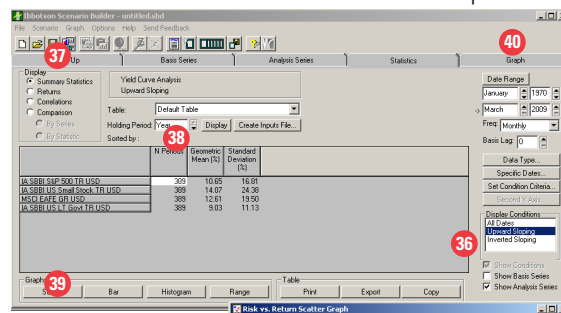 Ibbotson Scenario Builder - untitled.sbd
File Scenario Graph Options Help Send Feedback
37
40
Up Basis Series Analysis Series Statistics Graph
Display
Summary Statistics
Returns
Correlations
Comparison
By Series
By Statistic
Yield Curve Analysis
Upward Sloping
Table: Default Table
Holding Period: Year Display Create Inputs File...
Sorted by :
38
Date Range
January 1970
March 2009
Freq: Monthly
Basis Lag: 0
Data Type...
Specific Dates...
Set Condition Criteria...
Second Y Axis...
N Periods Geometric Mean (%) Standard Deviation (%)
IA SBBI S&P 500 TR USD 389 10.65 16.81
IA SBBI US Small Stock TR USD 389 14.07 24.38
MSCI EAFE GR USD 389 12.61 19.50
IA SBBI US LT Govt TR USD 389 9.03 11.13
Display Conditions
All Dates
Upward Sloping
Inverted Sloping
36
Show Conditions
Show Basis Series
Show Analysis Series
Graph
39
Bar Histogram Range
Table
Print Export Copy
Risk vs. Return Scatter Graph